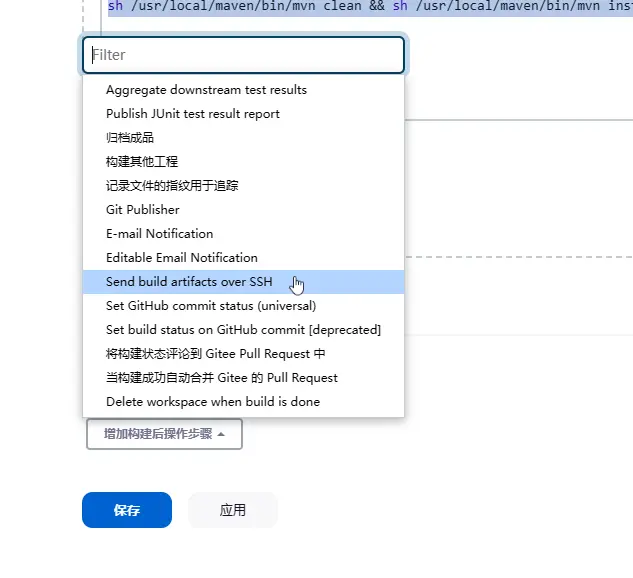 sh /usr/local/maven/bin/mvn clean && sh /usr/local/maven/bin/mvn inst
Filter
Aggregate downstream test results
Publish JUnit test result report
归档成品
构建其他工程
记录文件的指纹用于追踪
Git Publisher
E-mail Notification
Editable Email Notification
Send build artifacts over SSH
Set GitHub commit status (universal)
Set build status on GitHub commit [deprecated]
将构建状态评论到 Gitee Pull Request 中
当构建成功自动合并 Gitee 的 Pull Request
Delete workspace when build is done
增加构建后操作步骤
保存
应用